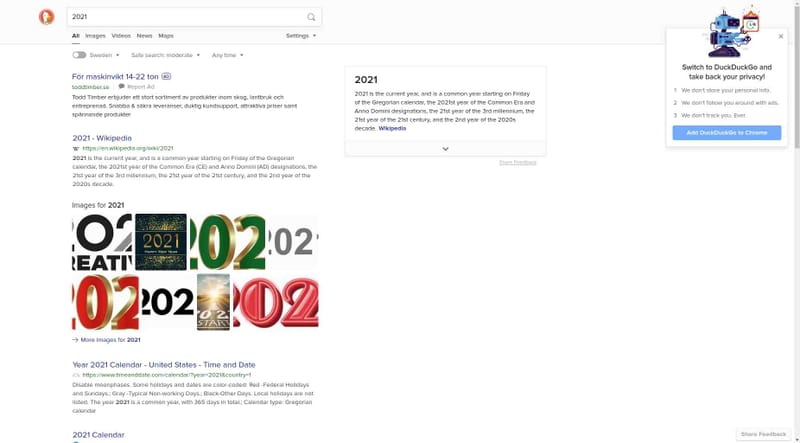 2021
All Images Videos News Maps Settings
Sweden Safe search: moderate Any time
För maskinvikt 14-22 ton AD
toddtimber.se Report Ad
Todd Timber erbjuder ett stort sortiment av produkter inom skog, lantbruk och
entreprenad. Snabba & säkra leveranser, duktig kundsupport, attraktiva priser samt
spännande produkter
2021 - Wikipedia
W https://en.wikipedia.org/wiki/2021
2021 is the current year, and is a common year starting on Friday of the Gregorian
calendar, the 2021st year of the Common Era (CE) and Anno Domini (AD) designations, the
21st year of the 3rd millennium, the 21st year of the 21st century, and the 2nd year of the
2020s decade.
Images for 2021
202
CREATIV
2021
202
202
202
202
202
START
202
More Images for 2021
Year 2021 Calendar - United States - Time and Date
https://www.timeanddate.com/calendar/?year=2021&country=1
Disable moonphases. Some holidays and dates are color-coded: Red -Federal Holidays
and Sundays.; Gray -Typical Non-working Days.; Black-Other Days. Local holidays are not
listed. The year 2021 is a common year, with 365 days in total.; Calendar type: Gregorian
calendar
2021 Calendar
2021
2021 is the current year, and is a common year starting on Friday
of the Gregorian calendar, the 2021st year of the Common Era and
Anno Domini designations, the 21st year of the 3rd millennium, the
21st year of the 21st century, and the 2nd year of the 2020s
decade. Wikipedia
Share Feedback
Switch to DuckDuckGo and
take back your privacy!
1 We don't store your personal info.
2 We don't follow you around with ads.
3 We don't track you. Ever.
Add DuckDuckGo to Chrome
Share Feedback